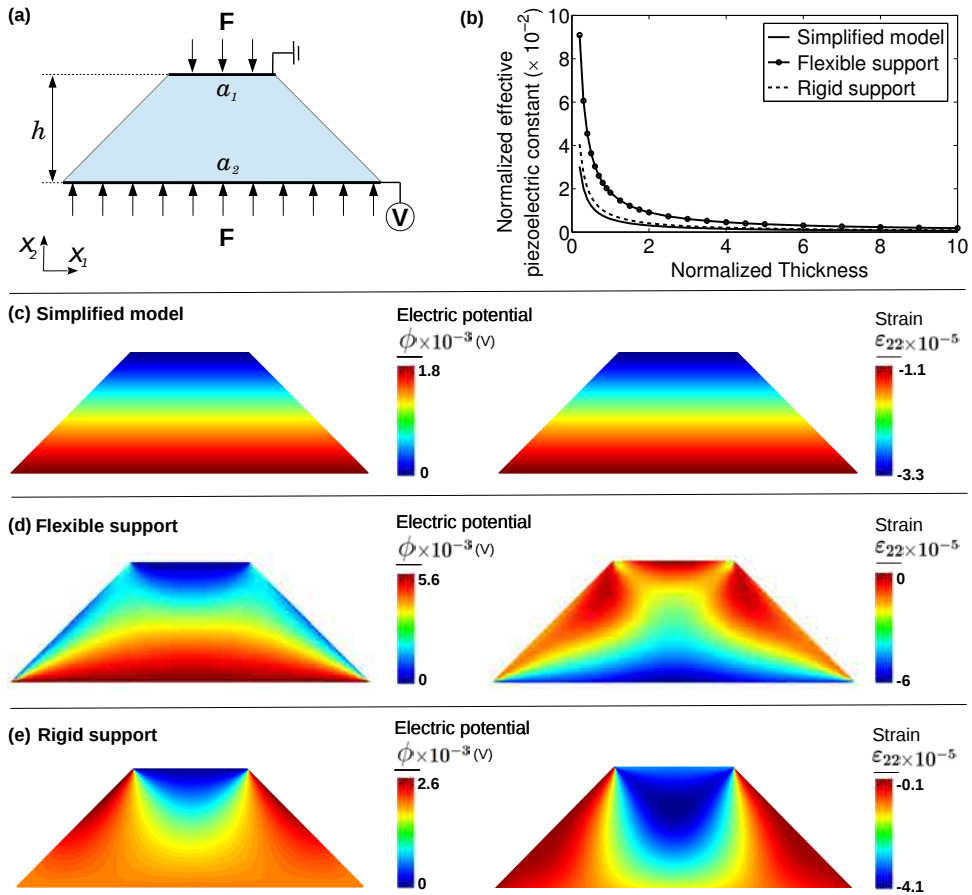 (a)
F
a1
h
a2
V
F
X2
X1
(b)
Normalized effective
piezoelectric constant (× 10⁻²)
10
8
6
4
2
0
0
2
4
6
8
10
Normalized Thickness
Simplified model
Flexible support
Rigid support
(c) Simplified model
Electric potential
ϕ×10⁻³ (V)
1.8
0
Strain
ε22×10⁻⁵
-1.1
-3.3
(d) Flexible support
Electric potential
ϕ×10⁻³ (V)
5.6
0
Strain
ε22×10⁻⁵
0
-6
(e) Rigid support
Electric potential
ϕ×10⁻³ (V)
2.6
0
Strain
ε22×10⁻⁵
-0.1
-4.1